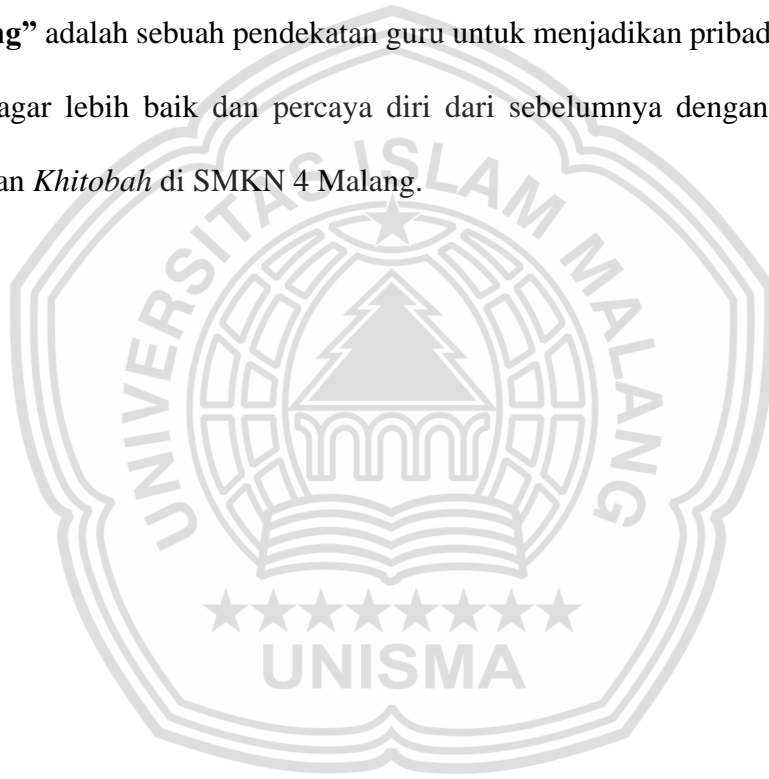 ng” adalah sebuah pendekatan guru untuk menjadikan pribad
agar lebih baik dan percaya diri dari sebelumnya dengan
an Khitobah di SMKN 4 Malang.
UNIVERSITAS ISLAM MALANG
UNISMA